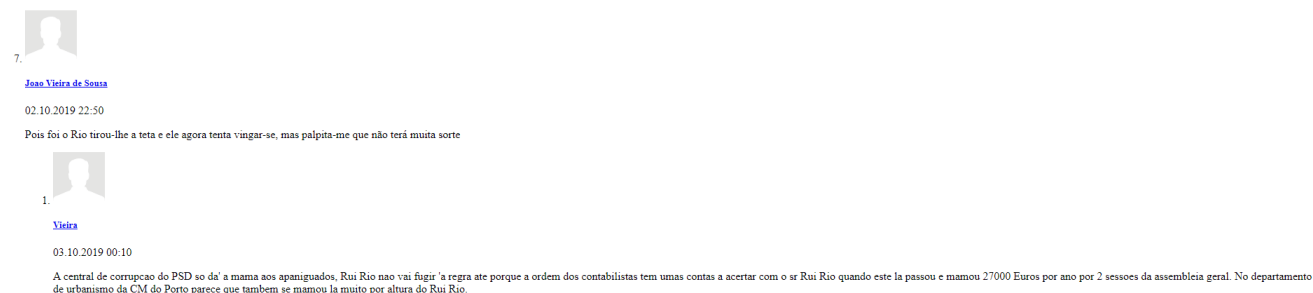 7.
Joao Vieira de Sousa
02.10.2019 22:50
Pois foi o Rio tirou-lhe a teta e ele agora tenta vingar-se, mas palpita-me que não terá muita sorte
1.
Vieira
03.10.2019 00:10
A central de corrupcao do PSD so da' a mama aos apaniguados, Rui Rio nao vai fugir 'a regra ate porque a ordem dos contabilistas tem umas contas a acertar com o sr Rui Rio quando este la passou e mamou 27000 Euros por ano por 2 sessoes da assembleia geral. No departamento
de urbanismo da CM do Porto parece que tambem se mamou la muito por altura do Rui Rio.